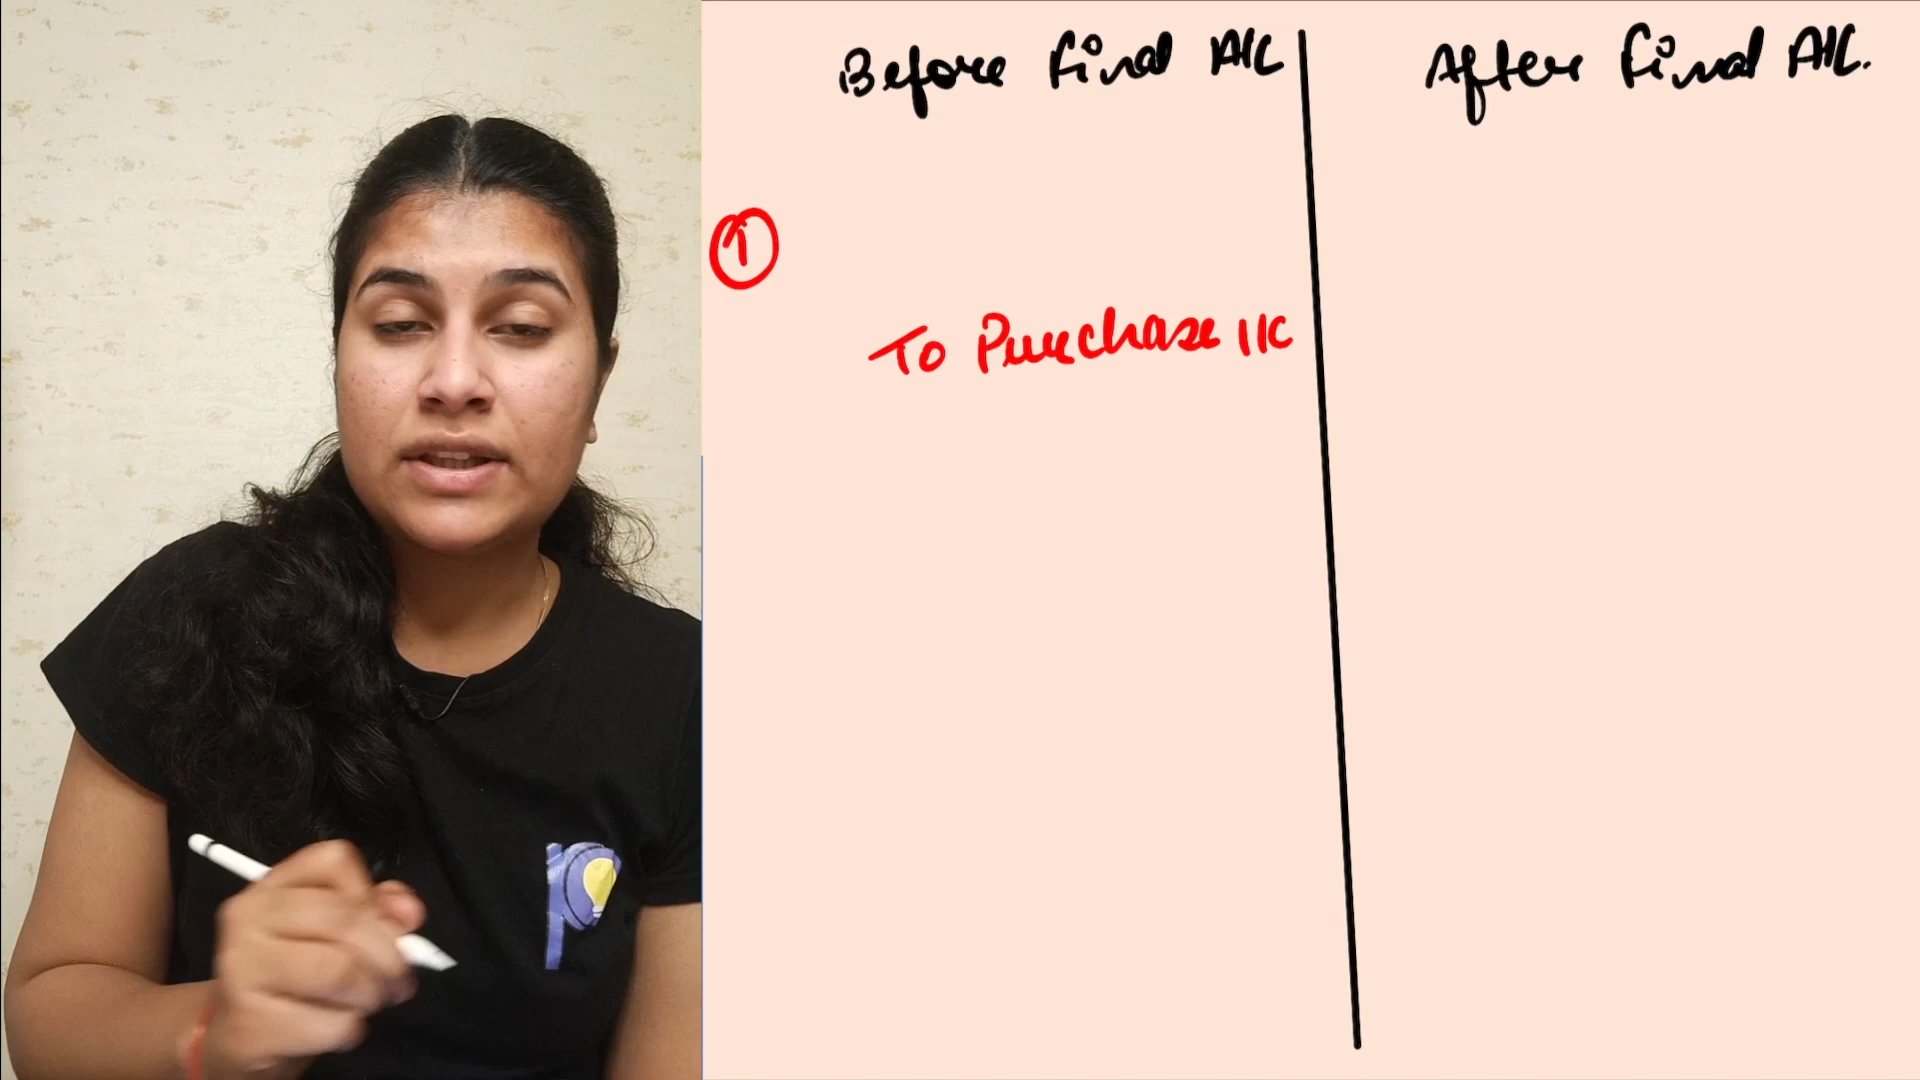 Before final A/C
After final A/C.
①
To Purchase A/C